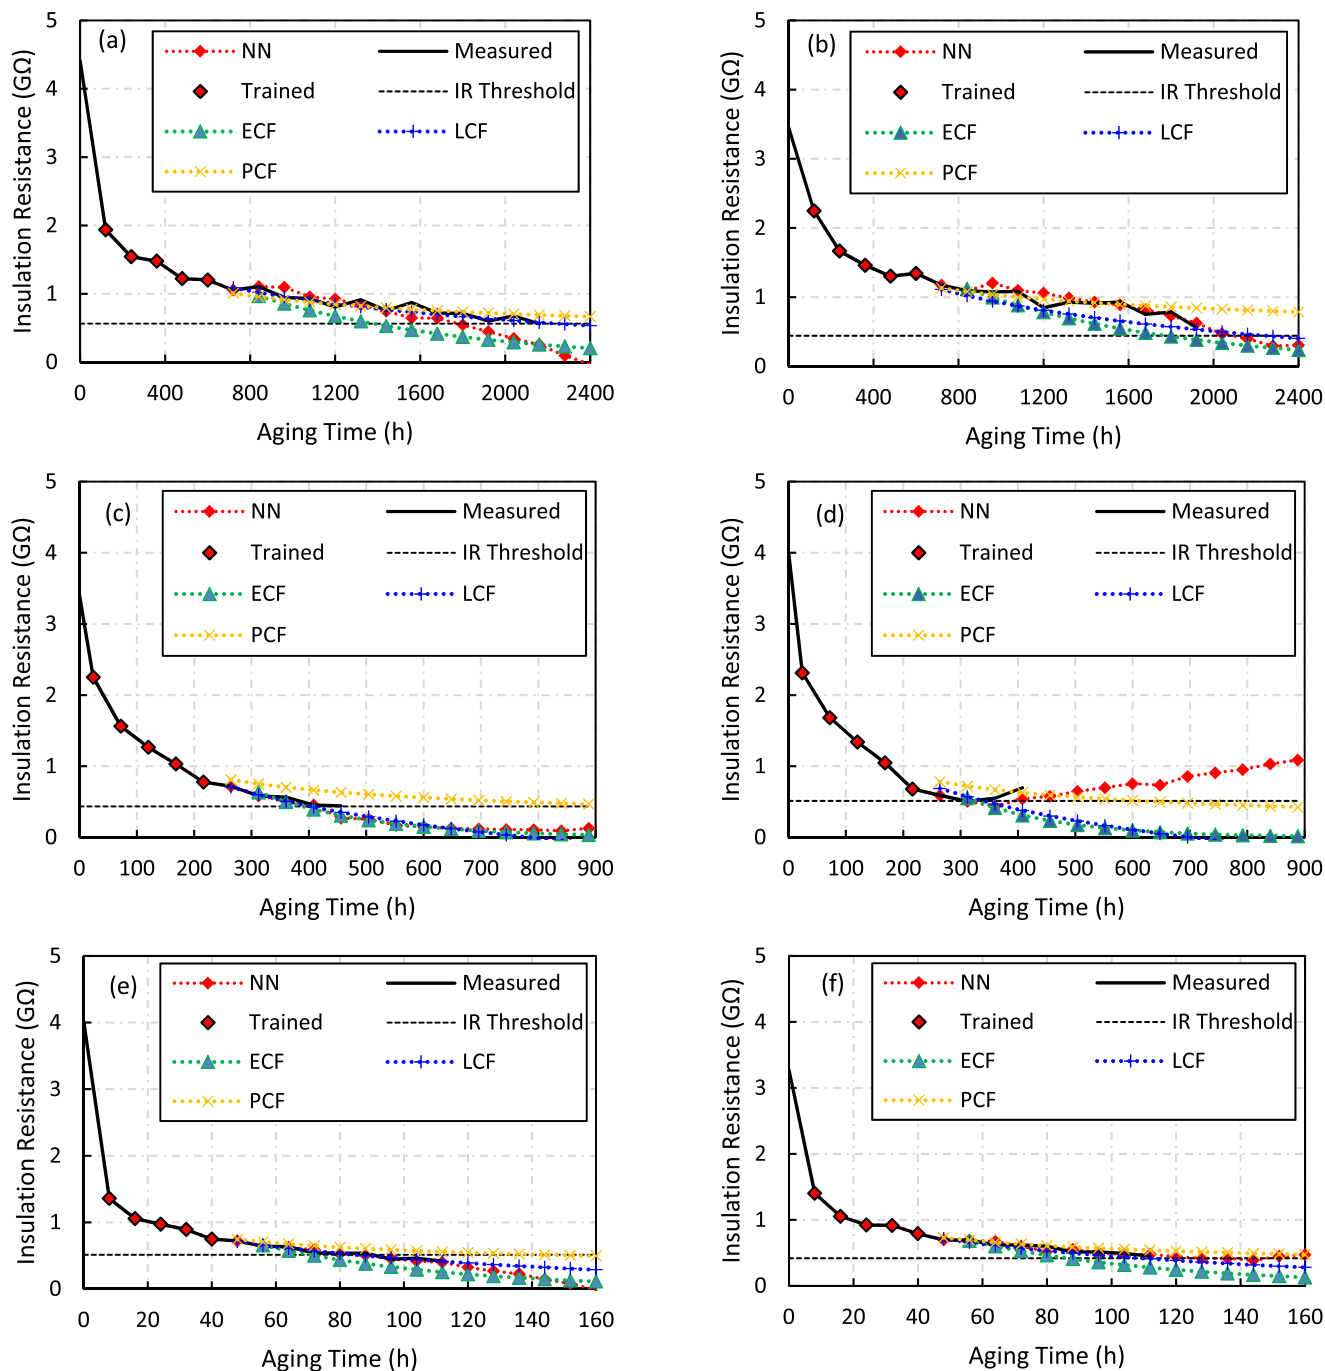 (a)
NN
Measured
Trained
IR Threshold
ECF
LCF
PCF
Insulation Resistance (GΩ)
5
4
3
2
1
0
0 400 800 1200 1600 2000 2400
Aging Time (h)
(b)
NN
Measured
Trained
IR Threshold
ECF
LCF
PCF
Insulation Resistance (GΩ)
5
4
3
2
1
0
0 400 800 1200 1600 2000 2400
Aging Time (h)
(c)
NN
Measured
Trained
IR Threshold
ECF
LCF
PCF
Insulation Resistance (GΩ)
5
4
3
2
1
0
0 100 200 300 400 500 600 700 800 900
Aging Time (h)
(d)
NN
Measured
Trained
IR Threshold
ECF
LCF
PCF
Insulation Resistance (GΩ)
5
4
3
2
1
0
0 100 200 300 400 500 600 700 800 900
Aging Time (h)
(e)
NN
Measured
Trained
IR Threshold
ECF
LCF
PCF
Insulation Resistance (GΩ)
5
4
3
2
1
0
0 20 40 60 80 100 120 140 160
Aging Time (h)
(f)
NN
Measured
Trained
IR Threshold
ECF
LCF
PCF
Insulation Resistance (GΩ)
5
4
3
2
1
0
0 20 40 60 80 100 120 140 160
Aging Time (h)